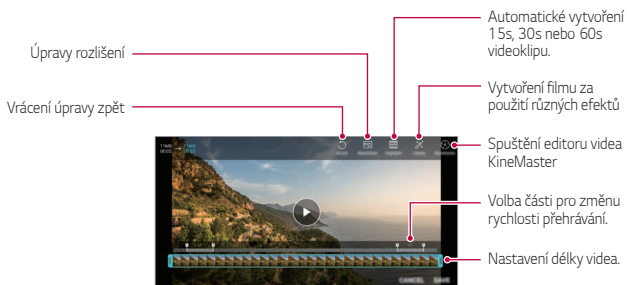 Automatické vytvoření
15s, 30s nebo 60s
videoklipu.
Úpravy rozlišení
Vytvoření filmu za
použití různých efektů
Vrácení úpravy zpět
Spuštění editoru videa
KineMaster
Volba části pro změnu
rychlosti přehrávání.
Nastavení délky videa.
CANCEL SAVE